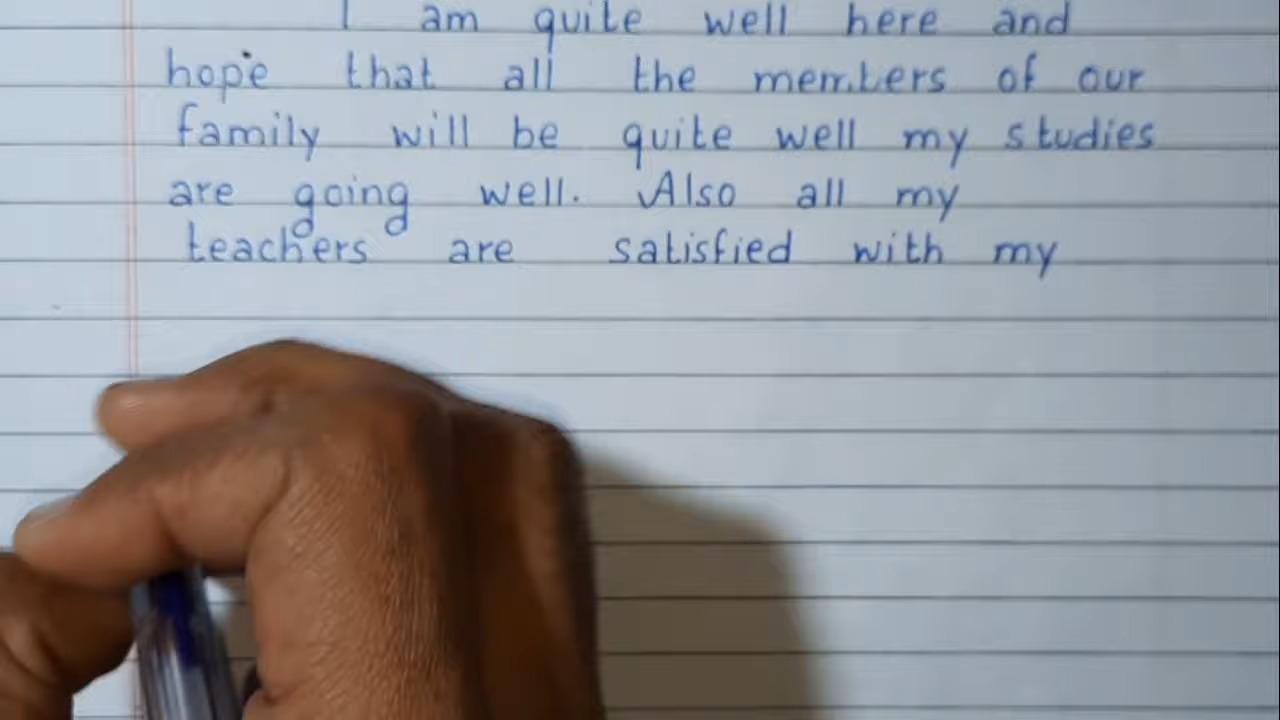 I am quite well here and
hope that all the members of our
family will be quite well my studies
are going well. Also all my
teachers are satisfied with my